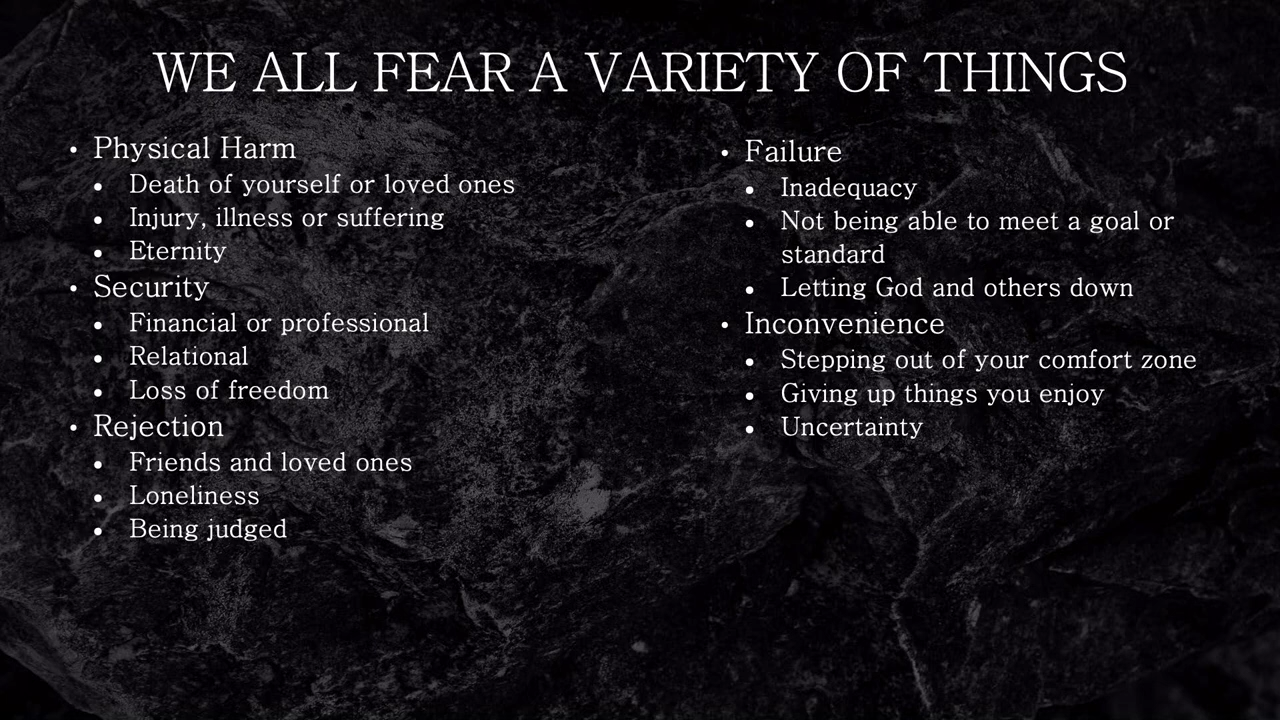 WE ALL FEAR A VARIETY OF THINGS
• Physical Harm
• Death of yourself or loved ones
• Injury, illness or suffering
• Eternity
• Security
• Financial or professional
• Relational
• Loss of freedom
• Rejection
• Friends and loved ones
• Loneliness
• Being judged
• Failure
• Inadequacy
• Not being able to meet a goal or
standard
• Letting God and others down
• Inconvenience
• Stepping out of your comfort zone
• Giving up things you enjoy
• Uncertainty